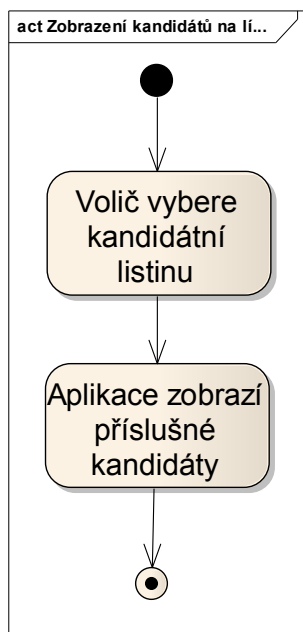 act Zobrazení kandidátů na lí...
Volič vybere
kandidátní
listinu
Aplikace zobrazí
příslušné
kandidáty